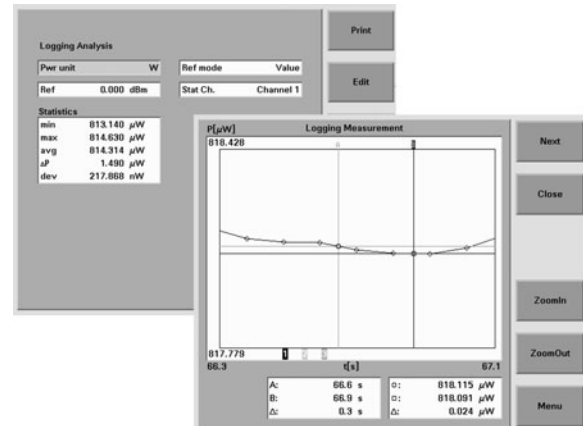 Logging Analysis
Pwr unit W
Ref mode Value
Ref 0.000 dBm
Stat Ch. Channel 1
Statistics
min 813.140 µW
max 814.630 µW
avg 814.314 µW
ΔP 1.490 µW
dev 217.868 nW
Print
Edit
P[µW] Logging Measurement
818.428
817.779 1
66.3 t[s] 67.1
A: 66.6 s
B: 66.9 s
Δ: 0.3 s
○: 818.115 µW
□: 818.091 µW
Δ: 0.024 µW
Next
Close
ZoomIn
ZoomOut
Menu